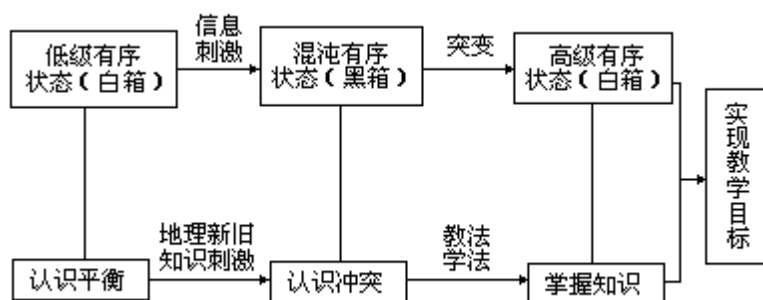 低级有序
状态(白箱)
信息
刺激
混沌有序
状态(黑箱)
突变
高级有序
状态(白箱)
实现教学目标
认识平衡
地理新旧
知识刺激
认识冲突
教法
学法
掌握知识